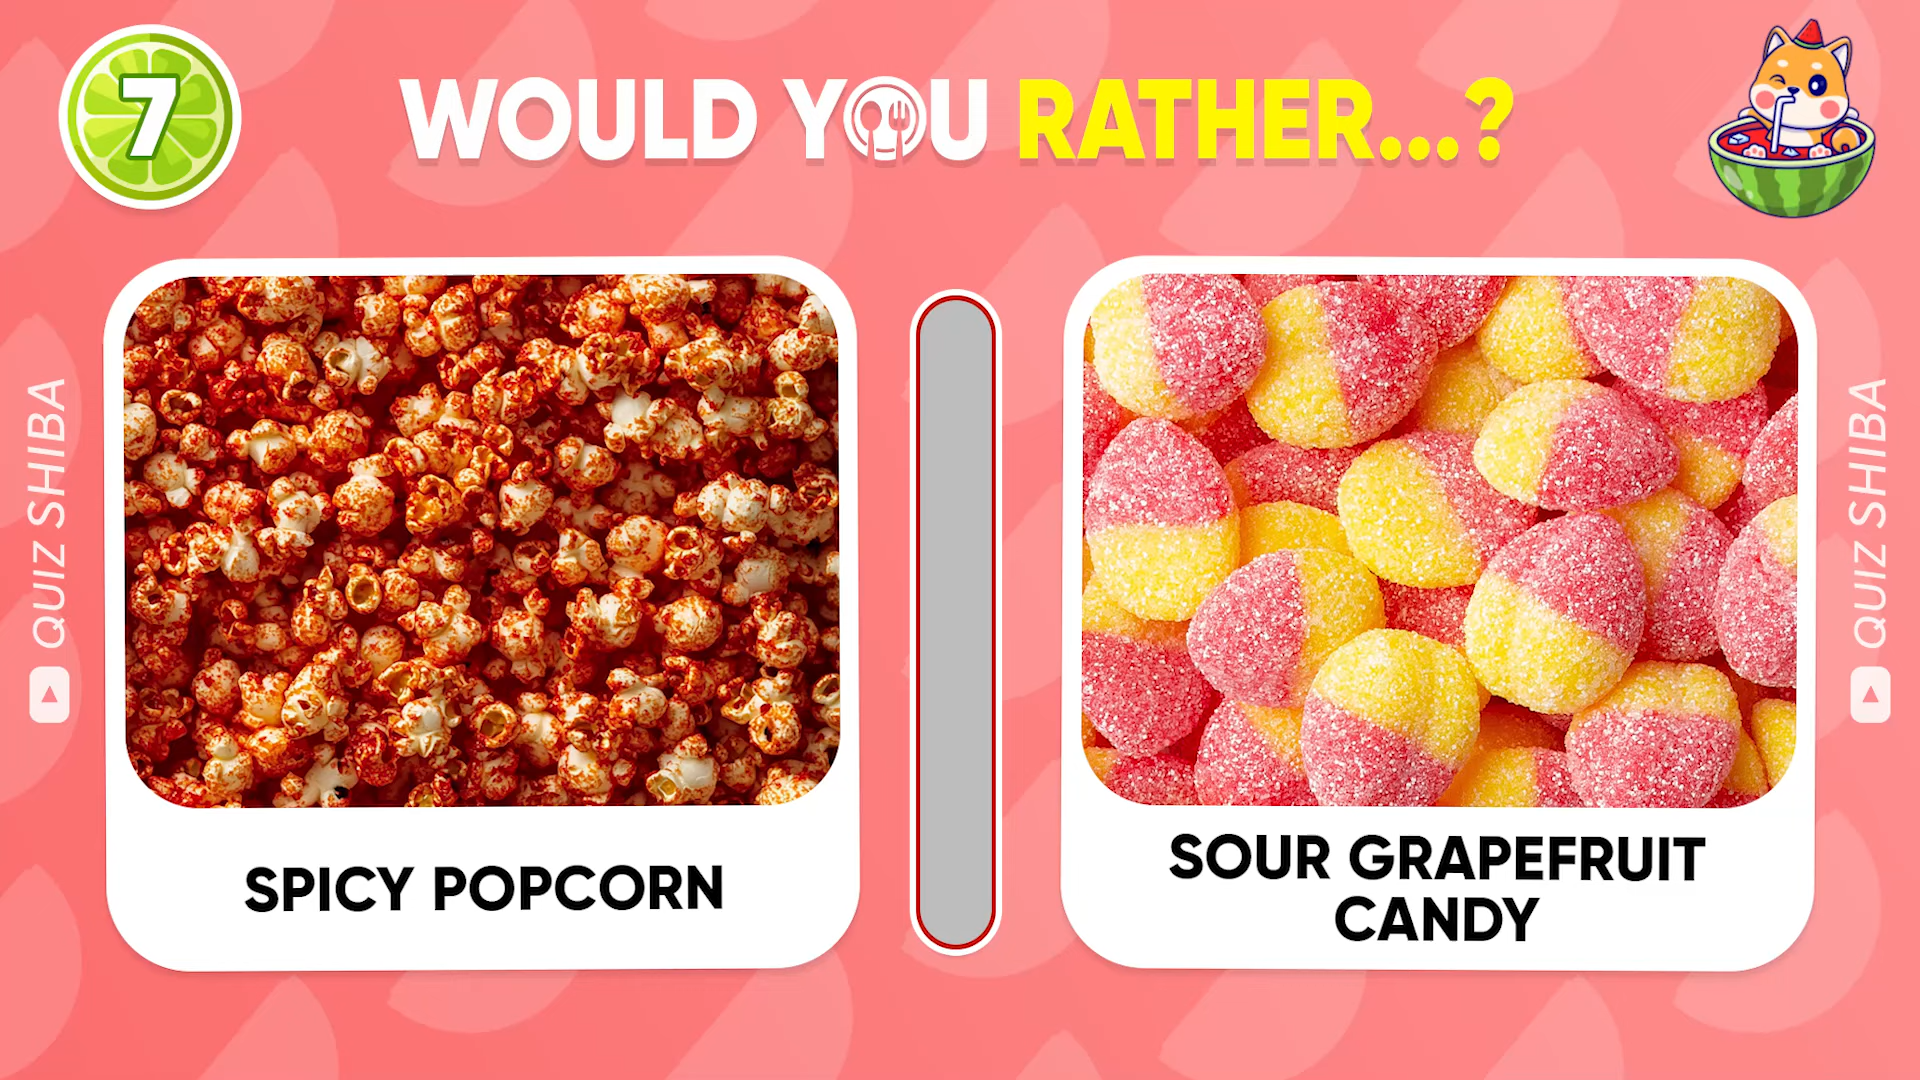 7
WOULD YOU RATHER...?
QUIZ SHIBA
QUIZ SHIBA
SPICY POPCORN
SOUR GRAPEFRUIT
CANDY